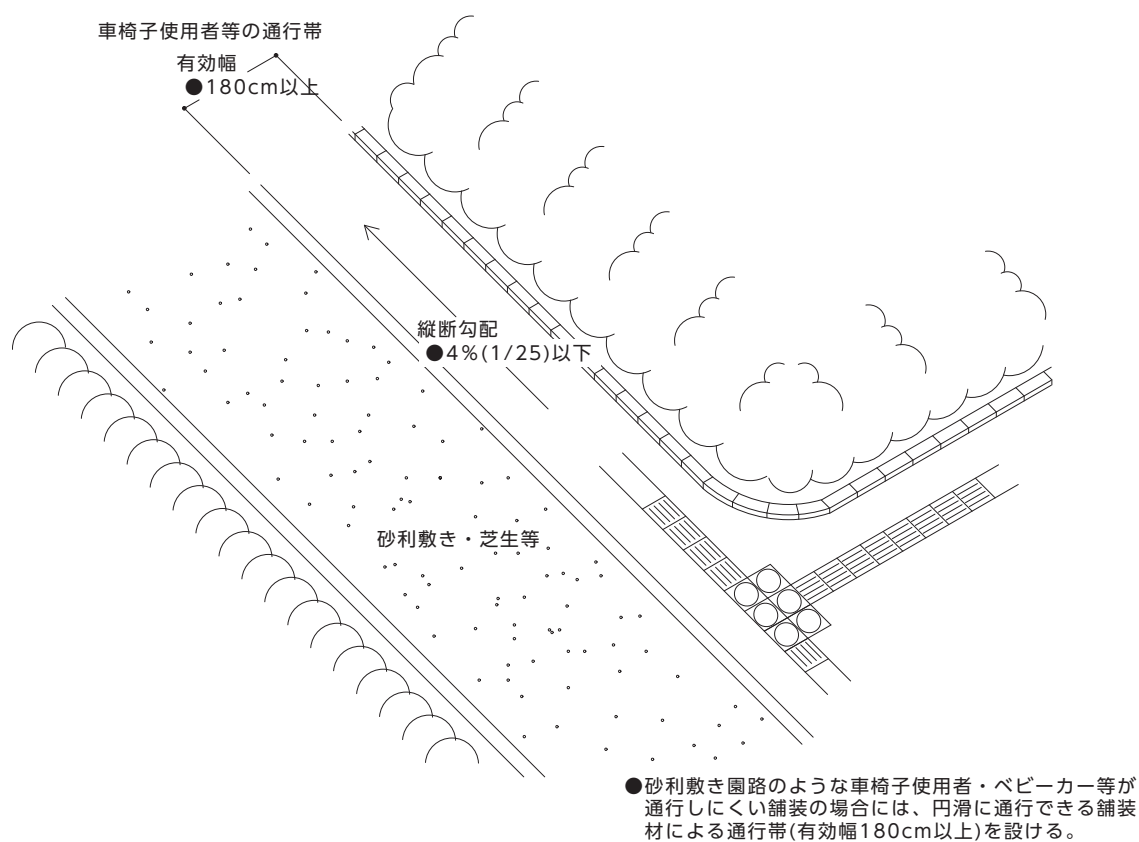 車椅子使用者等の通行帯
有効幅
●180cm以上
縦断勾配
●4%(1/25)以下
砂利敷き・芝生等
●砂利敷き園路のような車椅子使用者・ベビーカー等が
通行しにくい舗装の場合には、円滑に通行できる舗装
材による通行帯(有効幅180cm以上)を設ける。